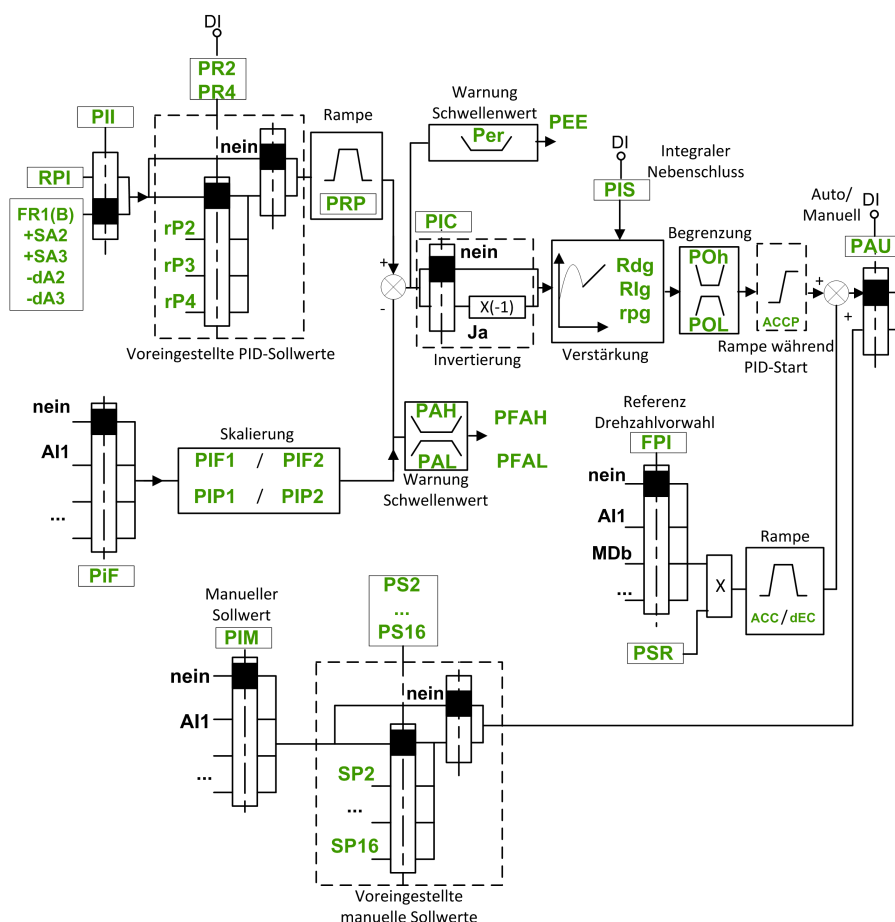 DI
PR2
PR4
PII
nein
RPI
FR1(B)
+SA2
+SA3
-dA2
-dA3
rP2
rP3
rP4
Voreingestellte PID-Sollwerte
Rampe
PRP
Warnung
Schwellenwert
Per
PEE
+
-
PIC
nein
X(-1)
Ja
Invertierung
DI
PIS
Integraler
Nebenschluss
Rdg
RIg
rpg
Verstärkung
Begrenzung
POh
POL
ACCP
Rampe während
PID-Start
+
+
Auto/
Manuell
DI
PAU
nein
AI1
...
PiF
Skalierung
PIF1 / PIF2
PIP1 / PIP2
PAH
PAL
PFAH
PFAL
Warnung
Schwellenwert
Referenz
Drehzahlvorwahl
FPI
nein
AI1
MDb
...
PSR
X
Rampe
ACC / dEC
Manueller
Sollwert
PIM
nein
AI1
...
PS2
...
PS16
nein
SP2
...
SP16
Voreingestellte
manuelle Sollwerte